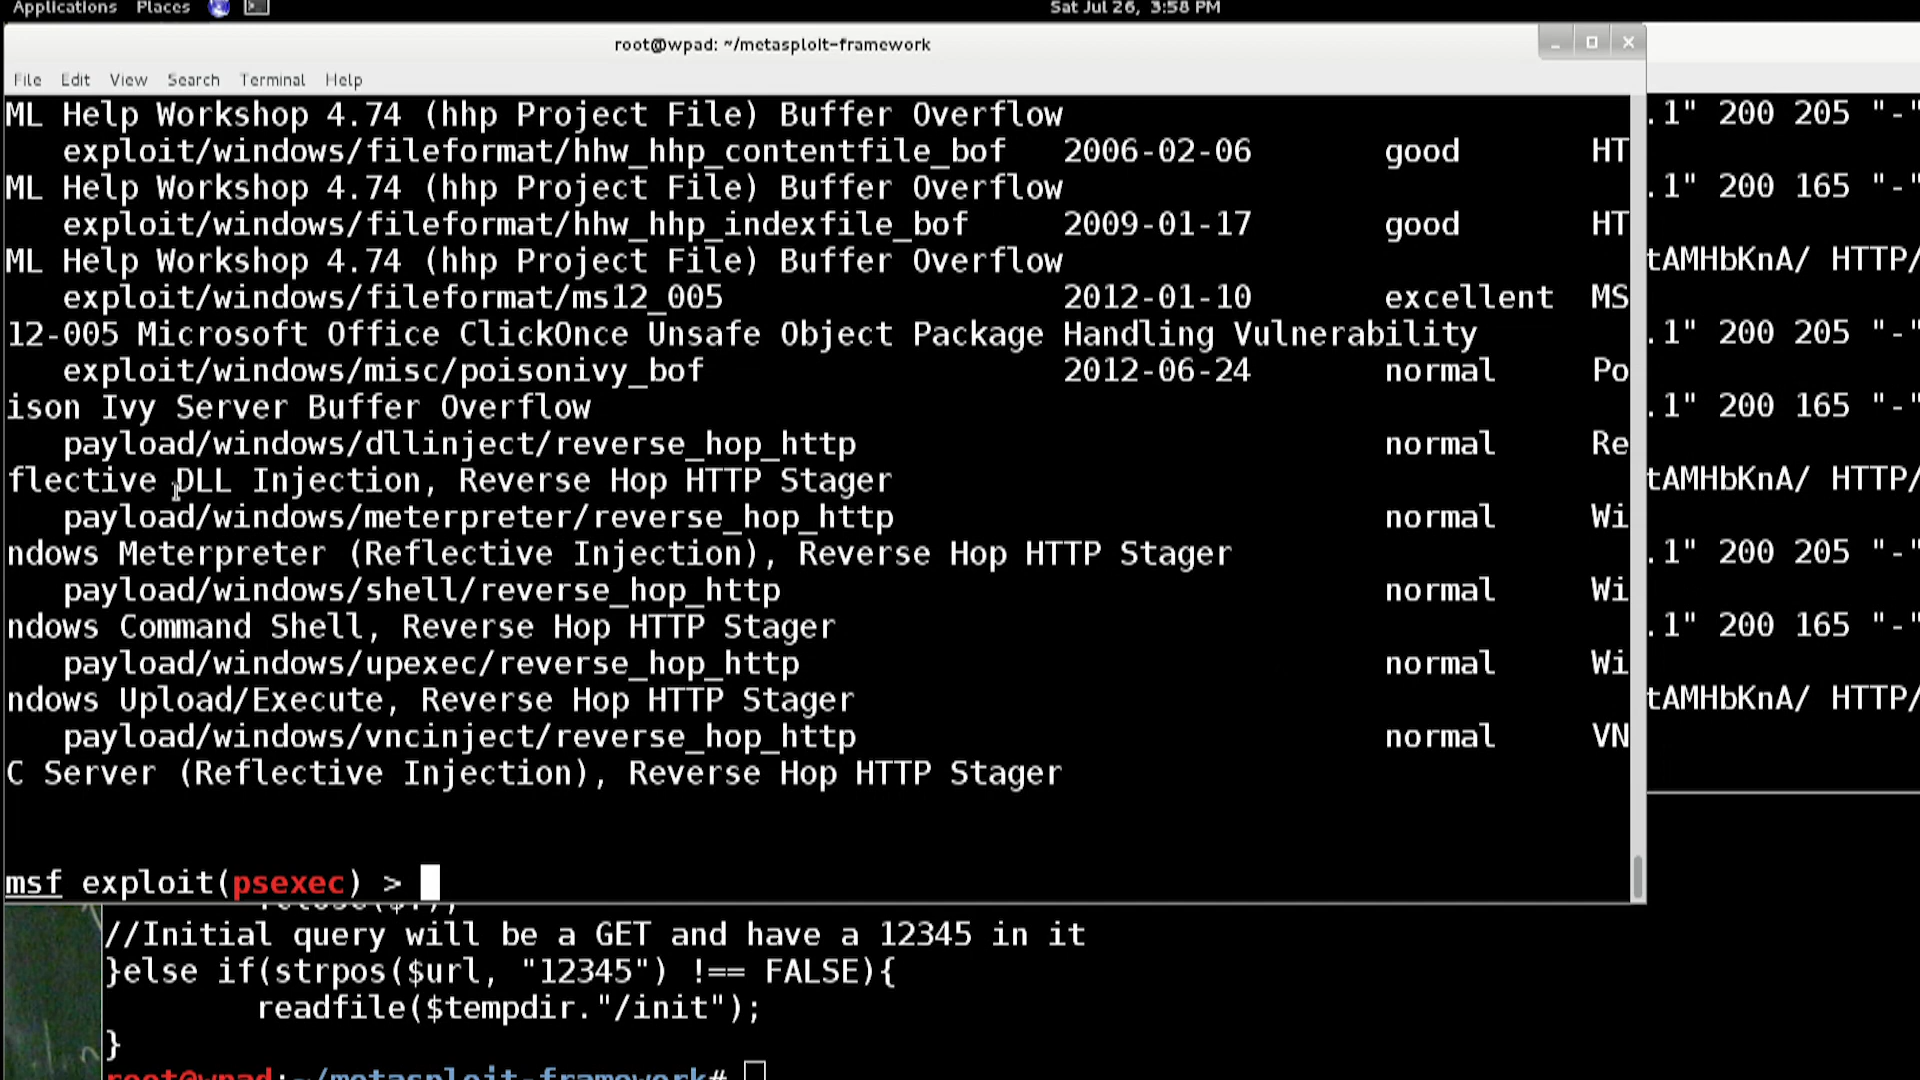 Applications Places Sat Jul 26, 3:58 PM
root@wpad: ~/metasploit-framework
File Edit View Search Terminal Help
ML Help Workshop 4.74 (hhp Project File) Buffer Overflow
exploit/windows/fileformat/hhw_hhp_contentfile_bof 2006-02-06 good HT
ML Help Workshop 4.74 (hhp Project File) Buffer Overflow
exploit/windows/fileformat/hhw_hhp_indexfile_bof 2009-01-17 good HT
ML Help Workshop 4.74 (hhp Project File) Buffer Overflow
exploit/windows/fileformat/ms12_005 2012-01-10 excellent MS
12-005 Microsoft Office ClickOnce Unsafe Object Package Handling Vulnerability
exploit/windows/misc/poisonivy_bof 2012-06-24 normal Po
ison Ivy Server Buffer Overflow
payload/windows/dllinject/reverse_hop_http normal Re
flective DLL Injection, Reverse Hop HTTP Stager
payload/windows/meterpreter/reverse_hop_http normal Wi
ndows Meterpreter (Reflective Injection), Reverse Hop HTTP Stager
payload/windows/shell/reverse_hop_http normal Wi
ndows Command Shell, Reverse Hop HTTP Stager
payload/windows/upexec/reverse_hop_http normal Wi
ndows Upload/Execute, Reverse Hop HTTP Stager
payload/windows/vncinject/reverse_hop_http normal VN
C Server (Reflective Injection), Reverse Hop HTTP Stager
msf exploit(psexec) >
.1" 200 205 "-"
.1" 200 165 "-"
tAMHbKnA/ HTTP/
.1" 200 205 "-"
.1" 200 165 "-"
tAMHbKnA/ HTTP/
.1" 200 205 "-"
.1" 200 165 "-"
tAMHbKnA/ HTTP/
//Initial query will be a GET and have a 12345 in it
}else if(strpos($url, "12345") !== FALSE){
readfile($tempdir."/init");
}
root@wpad:~/metasploit-framework#